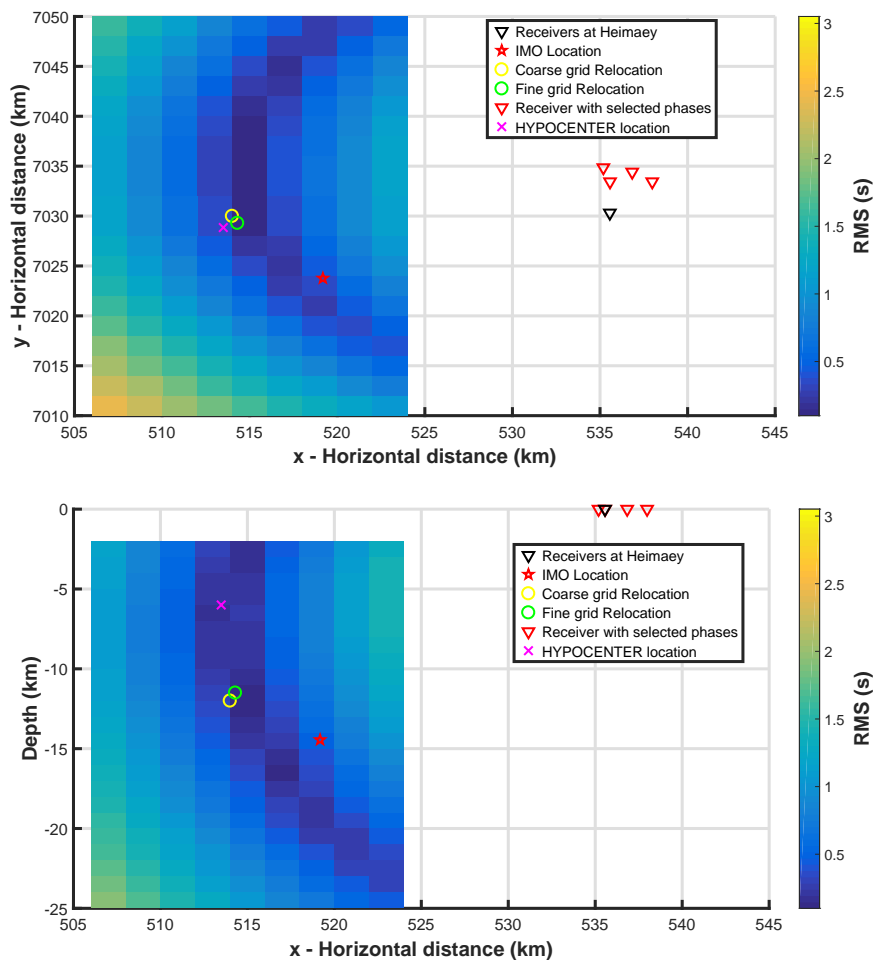 7050
7045
7040
7035
7030
7025
7020
7015
7010
y - Horizontal distance (km)
505
510
515
520
525
530
535
540
545
x - Horizontal distance (km)
Receivers at Heimaey
IMO Location
Coarse grid Relocation
Fine grid Relocation
Receiver with selected phases
HYPOCENTER location
3
2.5
2
1.5
1
0.5
RMS (s)
0
-5
-10
-15
-20
-25
Depth (km)
505
510
515
520
525
530
535
540
545
x - Horizontal distance (km)
Receivers at Heimaey
IMO Location
Coarse grid Relocation
Fine grid Relocation
Receiver with selected phases
HYPOCENTER location
3
2.5
2
1.5
1
0.5
RMS (s)